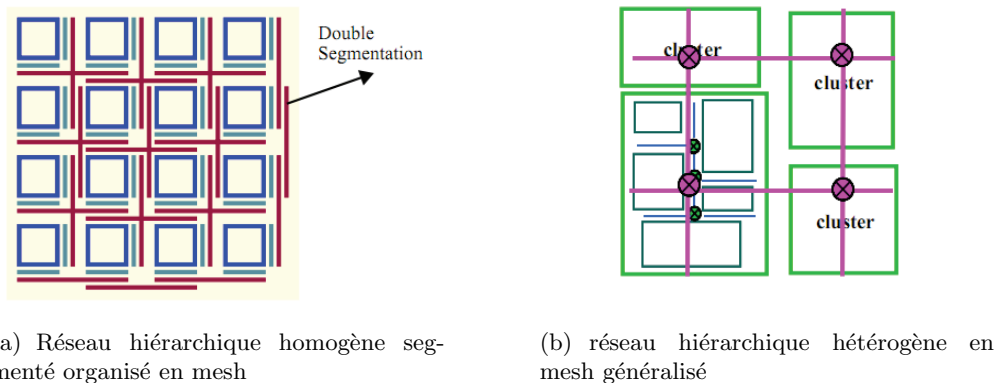 Double
Segmentation
cluster
cluster
cluster
a) Réseau hiérarchique homogène seg-
menté organisé en mesh
(b) réseau hiérarchique hétérogène en
mesh généralisé